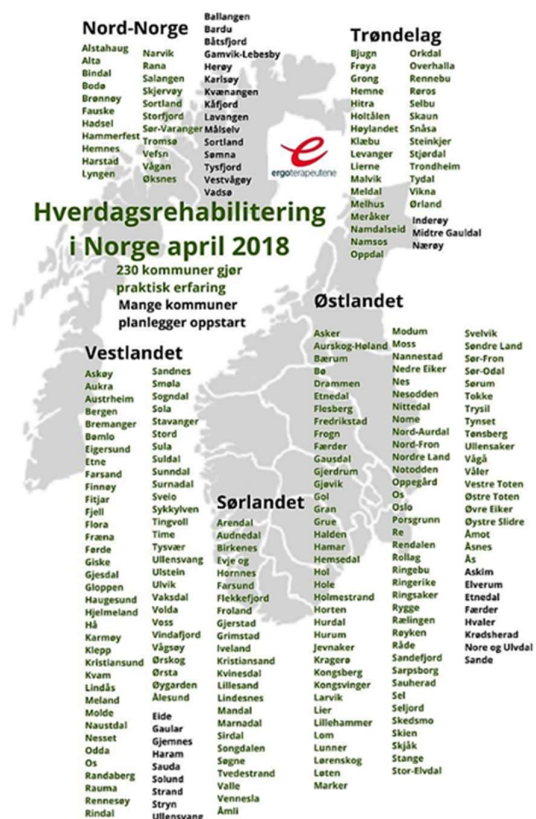 Nord-Norge
Alstahaug
Alta
Bindal
Bodø
Brønnøy
Fauske
Hadsel
Hammerfest
Hemnes
Harstad
Lyngen
Narvik
Rana
Salangen
Skjervøy
Sortland
Storfjord
Sør-Varanger
Tromsø
Vefsn
Vågan
Øksnes
Ballangen
Bardu
Båtsfjord
Gamvik-Lebesby
Herøy
Karlsøy
Kvænangen
Kåfjord
Lavangen
Målselv
Sortland
Sømna
Tysfjord
Vestvågøy
Vadsø
Trøndelag
Bjugn
Frøya
Grong
Hemne
Hitra
Holtålen
Høylandet
Klæbu
Levanger
Lierne
Malvik
Meldal
Melhus
Meråker
Namdalseid
Namsos
Oppdal
Orkdal
Overhalla
Rennebu
Røros
Selbu
Skaun
Snåsa
Steinkjer
Stjørdal
Trondheim
Tydal
Vikna
Ørland
Inderøy
Midtre Gauldal
Nærøy
ergoterapeutene
Hverdagsrehabilitering
i Norge april 2018
230 kommuner gjør
praktisk erfaring
Mange kommuner
planlegger oppstart
Vestlandet
Askøy
Aukra
Austrheim
Bergen
Bremanger
Bømlo
Eigersund
Etne
Farsand
Finnøy
Fitjar
Fjell
Flora
Fræna
Førde
Giske
Gjesdal
Gloppen
Haugesund
Hjelmeland
Hå
Karmøy
Klepp
Kristiansund
Kvam
Lindås
Meland
Molde
Naustdal
Nesset
Odda
Os
Randaberg
Rauma
Rennesøy
Rindal
Sandnes
Smøla
Sogndal
Sola
Stavanger
Stord
Sula
Suldal
Sunndal
Surnadal
Sveio
Sykkylven
Tingvoll
Time
Tysvær
Ullensvang
Ulstein
Ulvik
Vaksdal
Volda
Voss
Vindafjord
Vågsøy
Ørskog
Ørsta
Øygarden
Ålesund
Eide
Gaular
Gjemnes
Haram
Sauda
Solund
Strand
Stryn
Ullensvang
Sørlandet
Arendal
Audnedal
Birkenes
Evje og
Hornnes
Farsund
Flekkefjord
Froland
Gjerstad
Grimstad
Iveland
Kristiansand
Kvinesdal
Lillesand
Lindesnes
Mandal
Marnadal
Sirdal
Songdalen
Søgne
Tvedestrand
Valle
Vennesla
Åmli
Østlandet
Asker
Aurskog-Høland
Bærum
Bø
Drammen
Etnedal
Flesberg
Fredrikstad
Frogn
Færder
Gausdal
Gjerdrum
Gjøvik
Gol
Gran
Grue
Halden
Hamar
Hemsedal
Hol
Hole
Holmestrand
Horten
Hurdal
Hurum
Jevnaker
Kragerø
Kongsberg
Kongsvinger
Larvik
Lier
Lillehammer
Lom
Lunner
Lørenskog
Løten
Marker
Modum
Moss
Nannestad
Nedre Eiker
Nes
Nesodden
Nittedal
Nome
Nord-Aurdal
Nord-Fron
Nordre Land
Notodden
Oppegård
Os
Oslo
Porsgrunn
Re
Rendalen
Rollag
Ringebu
Ringerike
Ringsaker
Rygge
Rælingen
Røyken
Råde
Sandefjord
Sarpsborg
Sauherad
Sel
Seljord
Skedsmo
Skien
Skjåk
Stange
Stor-Elvdal
Svelvik
Søndre Land
Sør-Fron
Sør-Odal
Sørum
Tokke
Trysil
Tynset
Tønsberg
Ullensaker
Vågå
Våler
Vestre Toten
Østre Toten
Øvre Eiker
Øystre Slidre
Åmot
Åsnes
Ås
Askim
Elverum
Etnedal
Færder
Hvaler
Krødsherad
Nore og Ulvdal
Sande